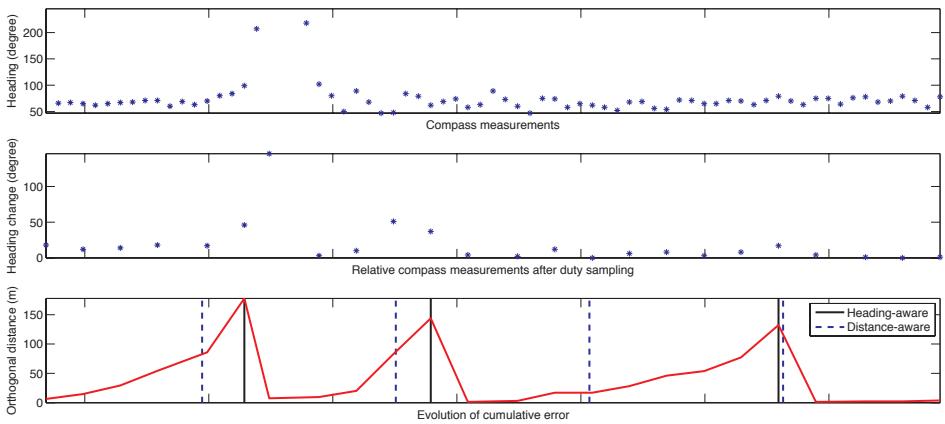 Heading (degree)
200
150
100
50
Compass measurements
Heading change (degree)
100
50
0
Relative compass measurements after duty sampling
Orthogonal distance (m)
150
100
50
0
Heading-aware
Distance-aware
Evolution of cumulative error